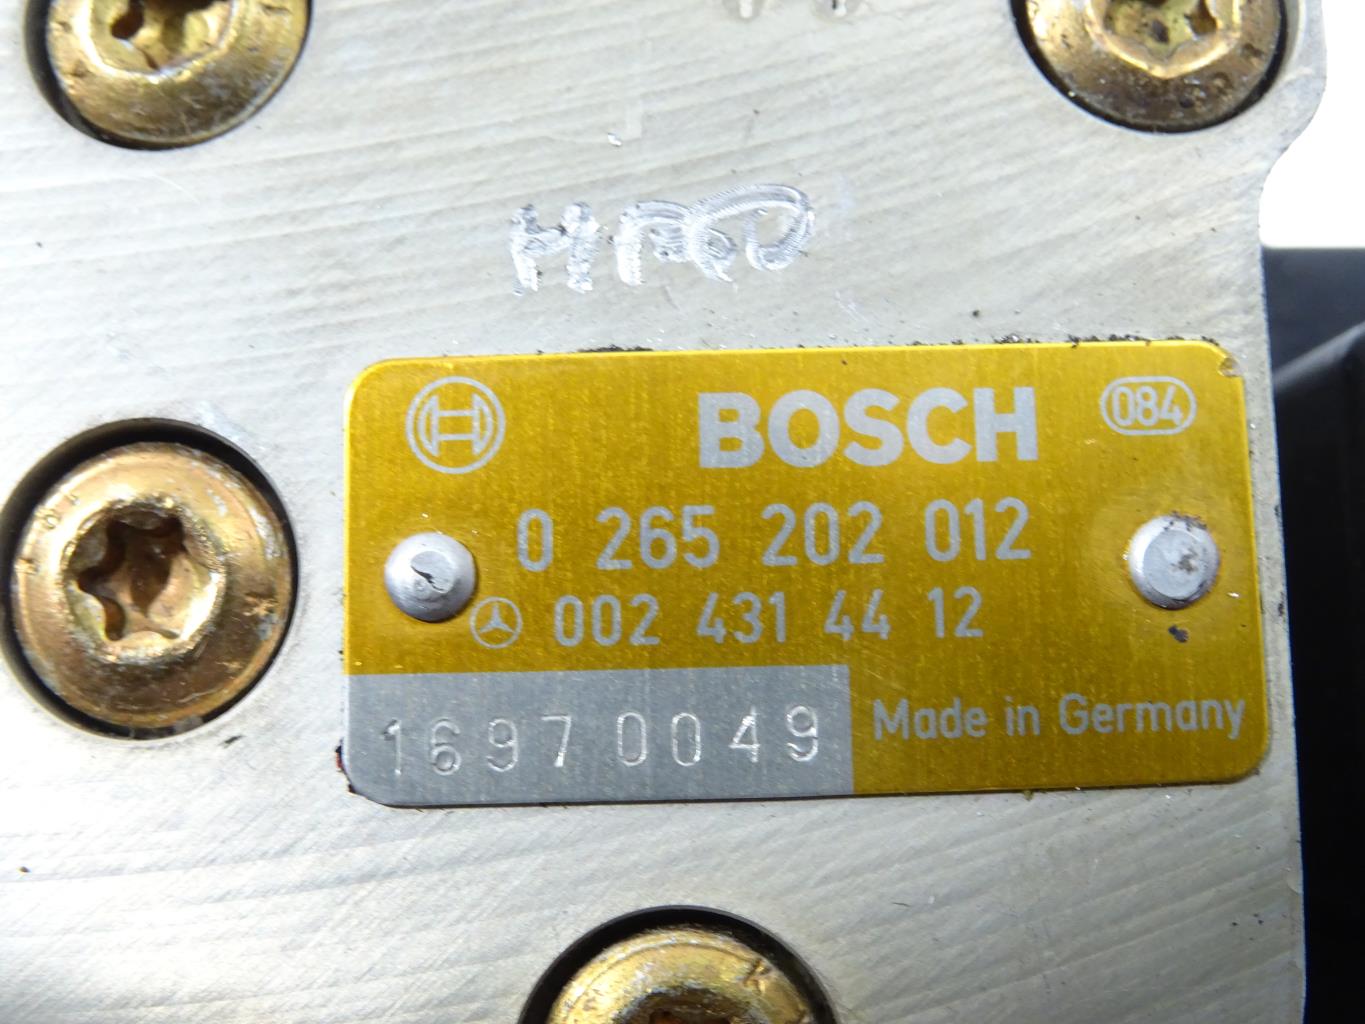 BOSCH 084
0 265 202 012
002 431 44 12
16970049 Made in Germany